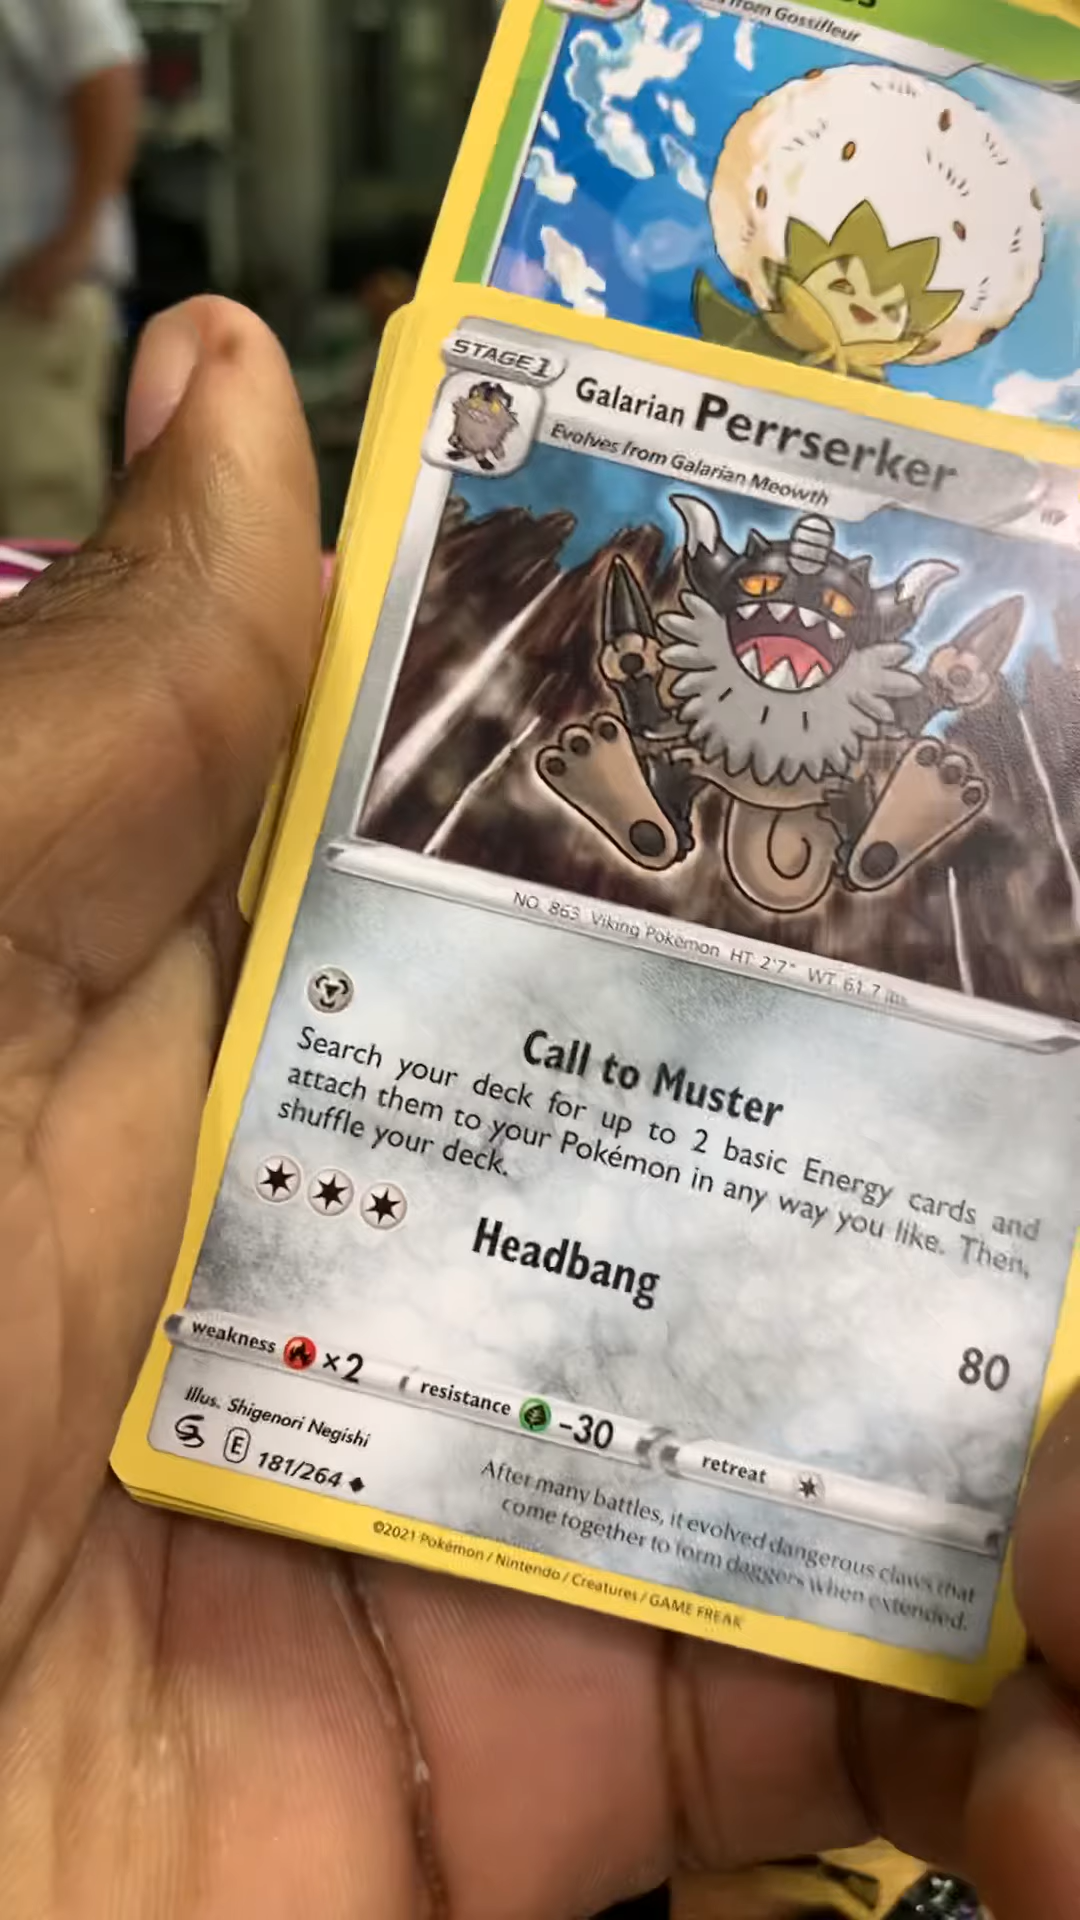 from Gossifleur
STAGE 1
Galarian Perrserker
Evolves from Galarian Meowth
HP
NO. 863 Viking Pokémon HT: 2'7" WT: 61.7 lbs.
Call to Muster
Search your deck for up to 2 basic Energy cards and
attach them to your Pokémon in any way you like. Then,
shuffle your deck.
Headbang
80
weakness ×2 resistance -30 retreat
Illus. Shigenori Negishi
E 181/264
After many battles, it evolved dangerous claws that
come together to form daggers when extended.
©2021 Pokémon / Nintendo / Creatures / GAME FREAK